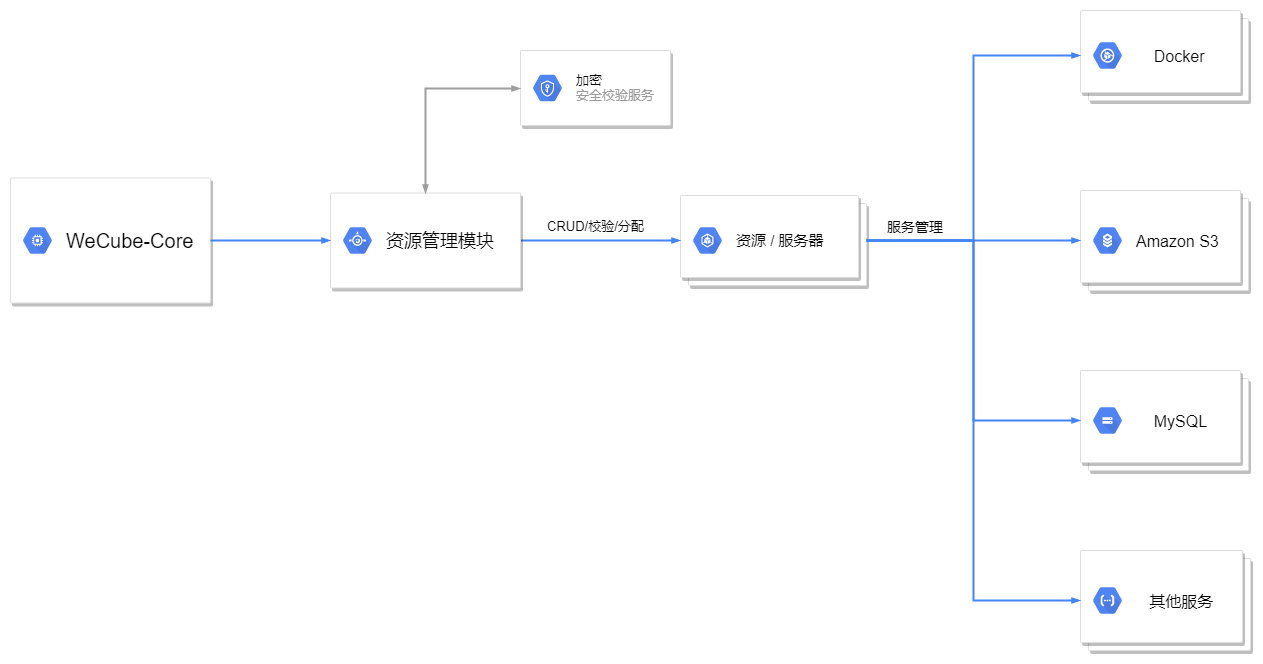 Docker
加密
安全校验服务
WeCube-Core
资源管理模块
CRUD/校验/分配
资源 / 服务器
服务管理
Amazon S3
MySQL
其他服务